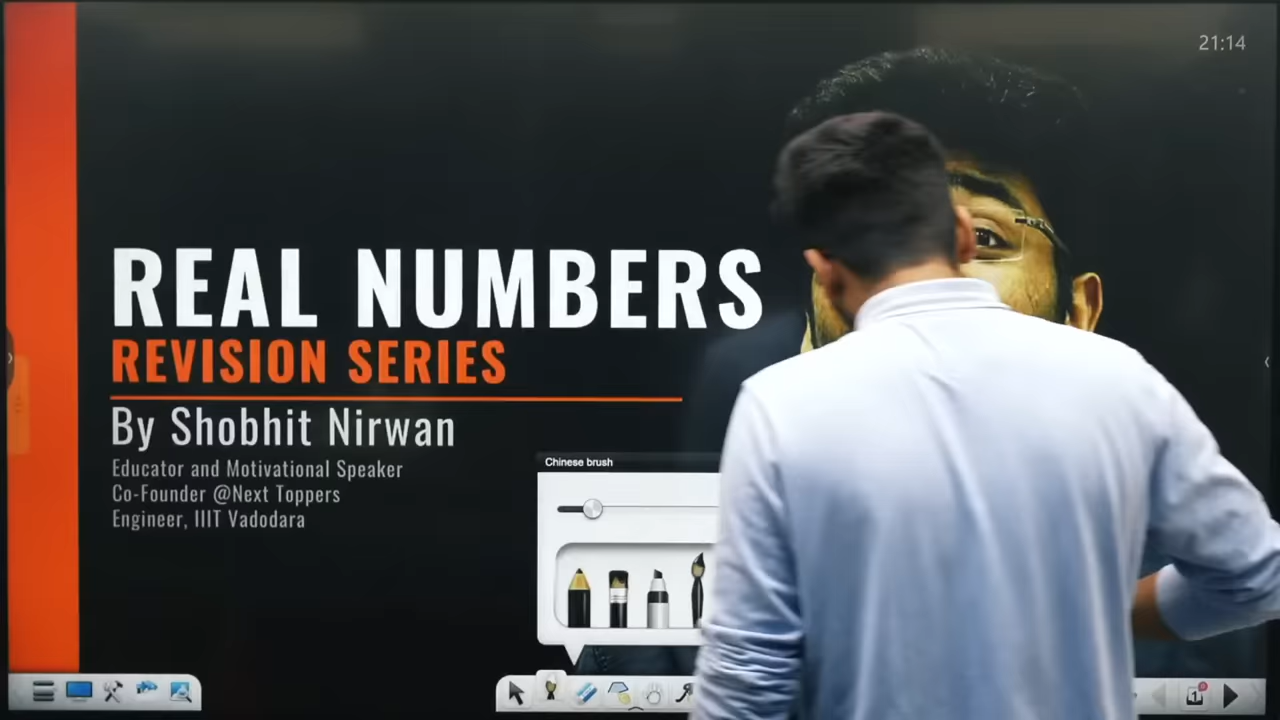 21:14
REAL NUMBERS
REVISION SERIES
By Shobhit Nirwan
Educator and Motivational Speaker
Co-Founder @Next Toppers
Engineer, IIIT Vadodara
Chinese brush
1